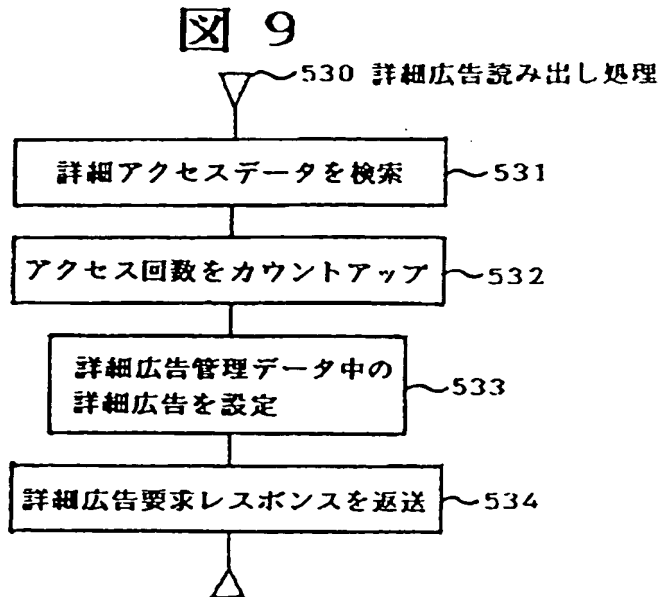 図 9
530 詳細広告読み出し処理
詳細アクセスデータを検索 531
アクセス回数をカウントアップ 532
詳細広告管理データ中の
詳細広告を設定 533
詳細広告要求レスポンスを返送 534